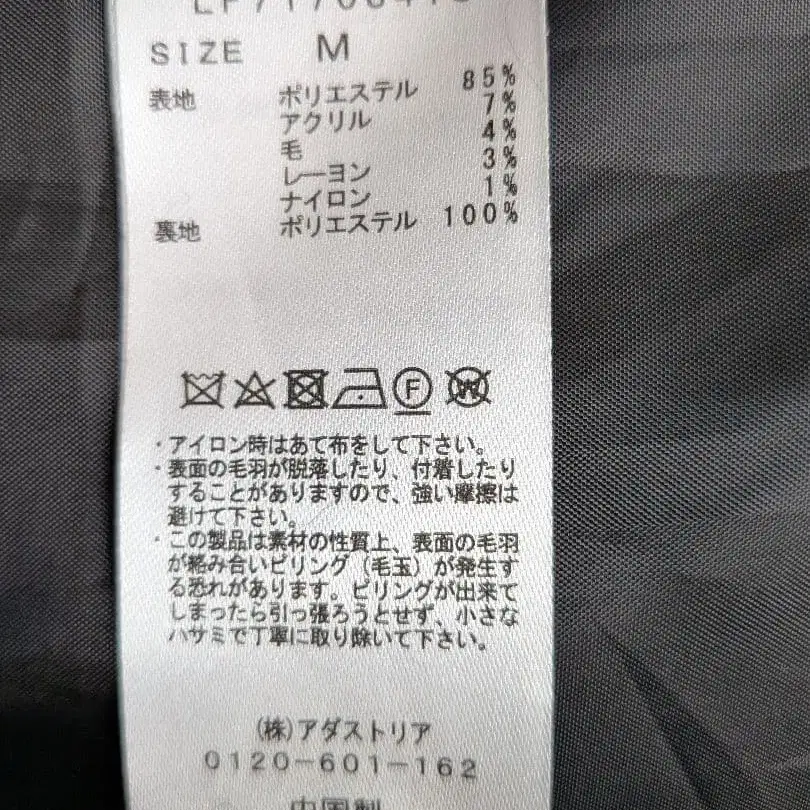 SIZE M
表地 ポリエステル 85%
アクリル 7%
毛 4%
レーヨン 3%
ナイロン 1%
裏地 ポリエステル 100%
F W
・アイロン時はあて布をして下さい。
・表面の毛羽が脱落したり、付着したり
することがありますので、強い摩擦は
避けて下さい。
・この製品は素材の性質上、表面の毛羽
が絡み合いピリング(毛玉)が発生す
る恐れがあります。ピリングが出来て
しまったら引っ張ろうとせず、小さな
ハサミで丁寧に取り除いて下さい。
(株)アダストリア
0120-601-162
中国製